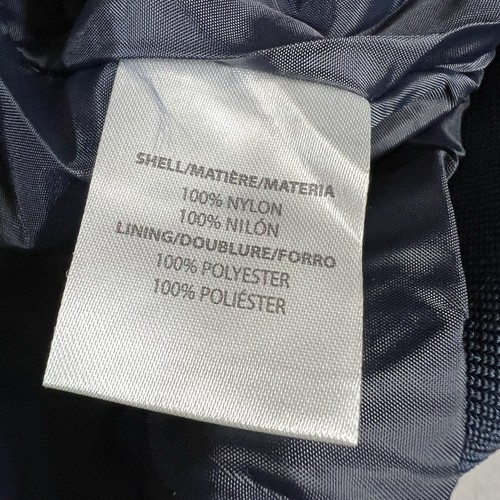 SHELL/MATIÈRE/MATERIA
100% NYLON
100% NILÓN
LINING/DOUBLURE/FORRO
100% POLYESTER
100% POLIÉSTER